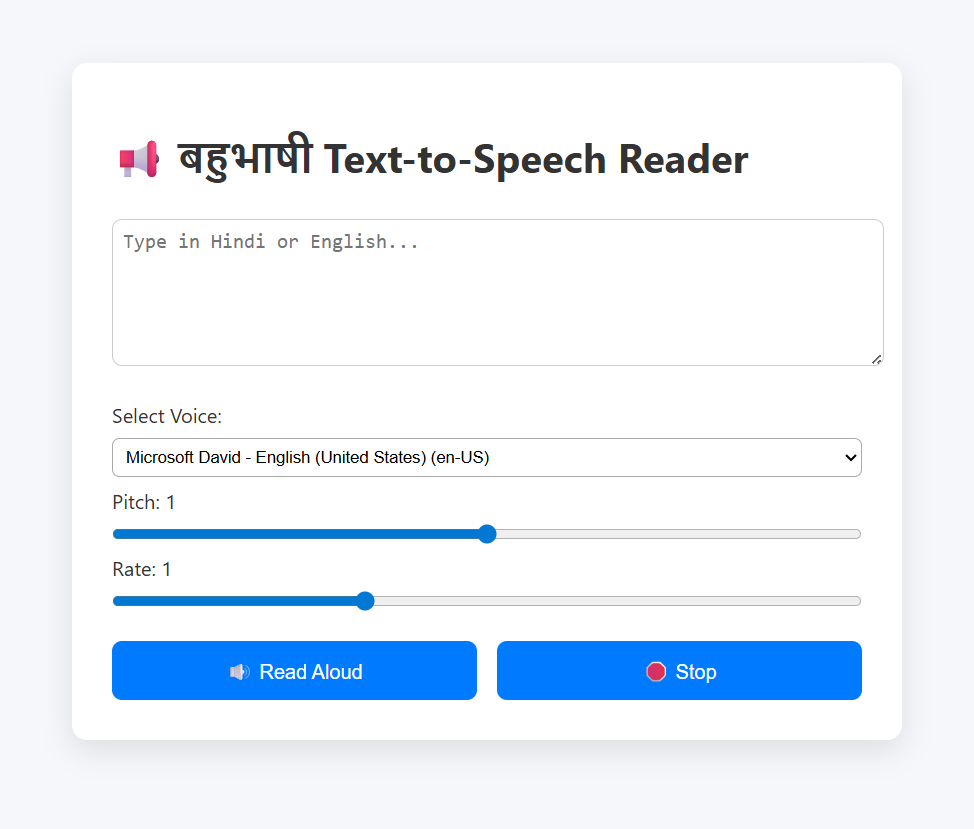 📢 बहुभाषी Text-to-Speech Reader
Type in Hindi or English...
Select Voice:
Microsoft David - English (United States) (en-US)
Pitch: 1
Rate: 1
🔊 Read Aloud
🛑 Stop